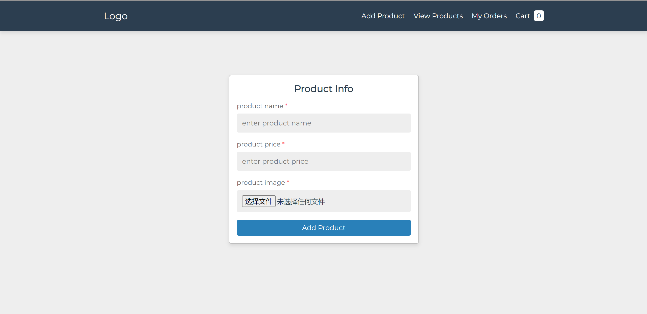 Logo
Add Product View Products My Orders Cart 0
Product Info
product name *
enter product name
product price *
enter product price
product image *
选择文件 未选择任何文件
Add Product